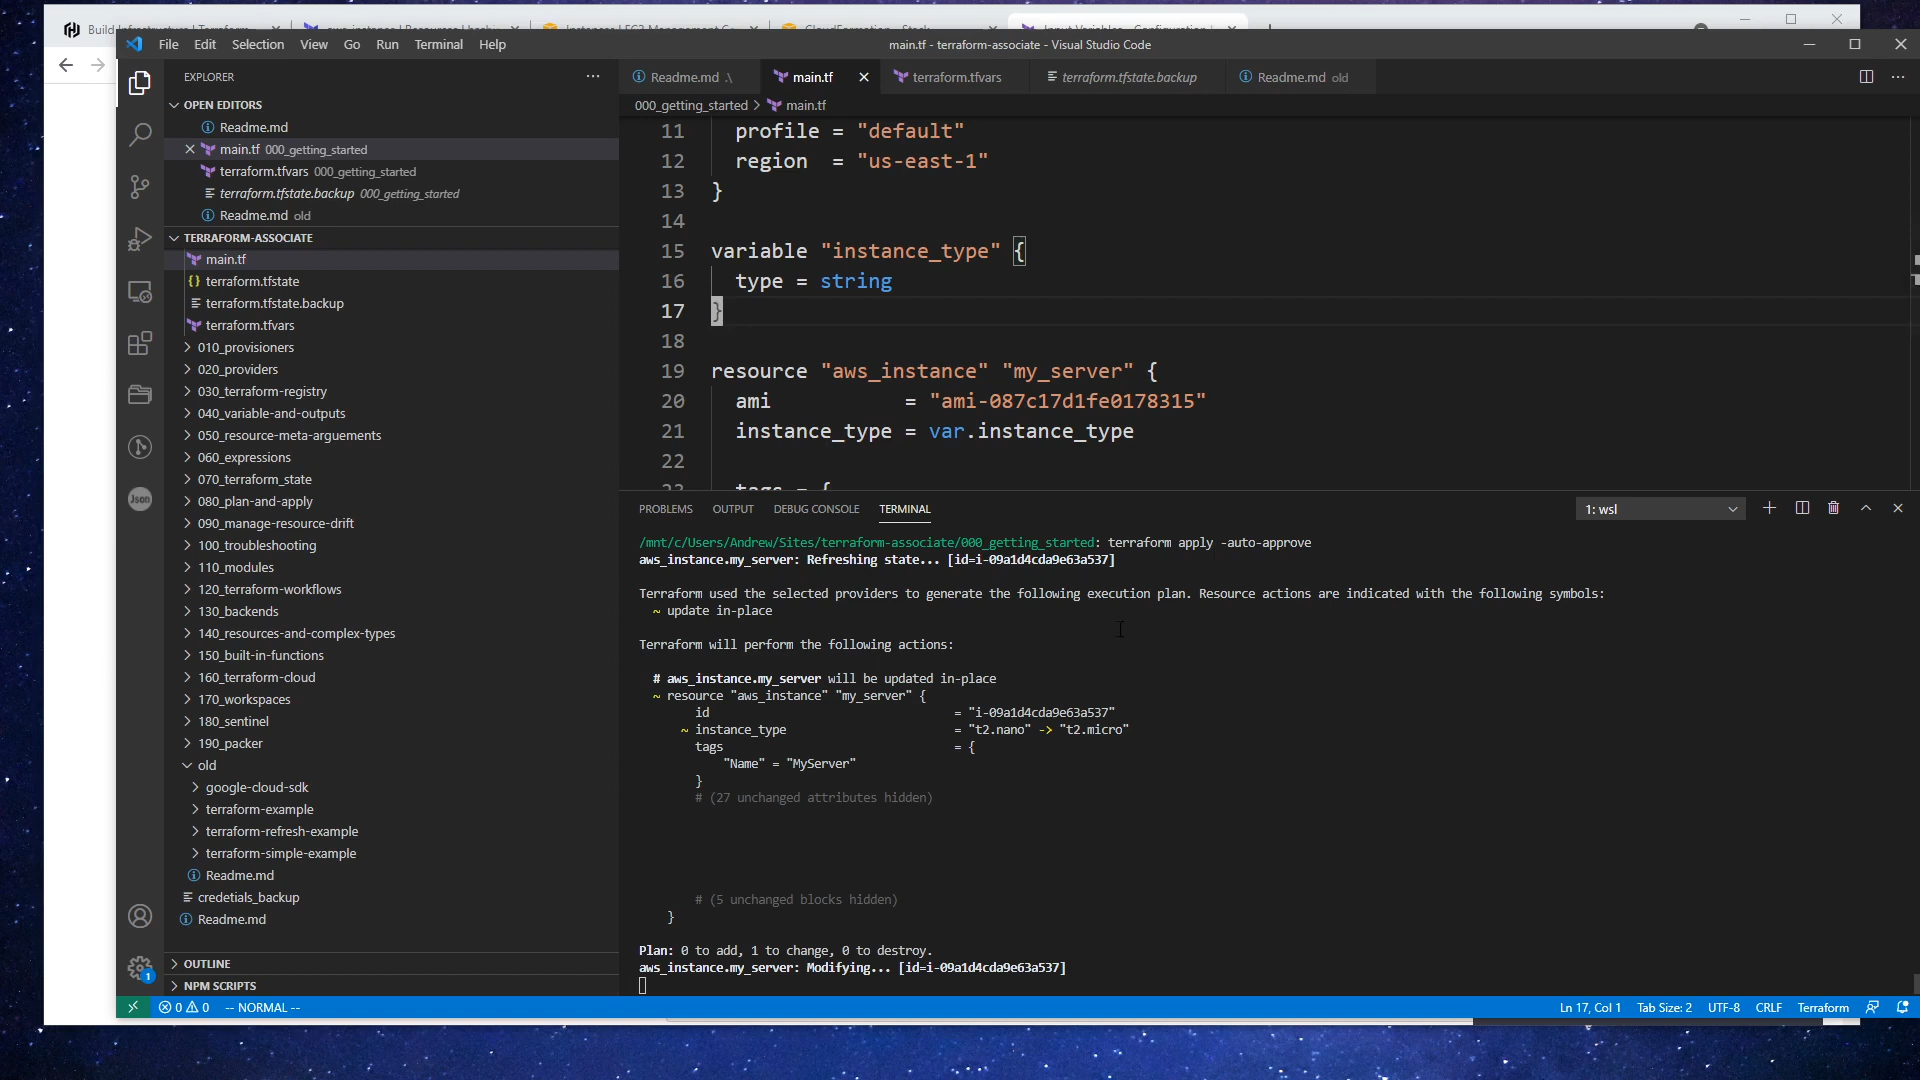 File Edit Selection View Go Run Terminal Help
main.tf - terraform-associate - Visual Studio Code
EXPLORER
OPEN EDITORS
Readme.md
main.tf 000_getting_started
terraform.tfvars 000_getting_started
terraform.tfstate.backup 000_getting_started
Readme.md old
TERRAFORM-ASSOCIATE
main.tf
terraform.tfstate
terraform.tfstate.backup
terraform.tfvars
010_provisioners
020_providers
030_terraform-registry
040_variable-and-outputs
050_resource-meta-arguements
060_expressions
070_terraform_state
080_plan-and-apply
090_manage-resource-drift
100_troubleshooting
110_modules
120_terraform-workflows
130_backends
140_resources-and-complex-types
150_built-in-functions
160_terraform-cloud
170_workspaces
180_sentinel
190_packer
old
google-cloud-sdk
terraform-example
terraform-refresh-example
terraform-simple-example
Readme.md
credetials_backup
Readme.md
OUTLINE
NPM SCRIPTS
Json
1
Readme.md .\
main.tf
terraform.tfvars
terraform.tfstate.backup
Readme.md old
000_getting_started > main.tf
11 profile = "default"
12 region = "us-east-1"
13 }
14
15 variable "instance_type" {
16 type = string
17 }
18
19 resource "aws_instance" "my_server" {
20 ami = "ami-087c17d1fe0178315"
21 instance_type = var.instance_type
22
23 tags = {
PROBLEMS OUTPUT DEBUG CONSOLE TERMINAL
1: wsl
/mnt/c/Users/Andrew/Sites/terraform-associate/000_getting_started: terraform apply -auto-approve
aws_instance.my_server: Refreshing state... [id=i-09a1d4cda9e63a537]
Terraform used the selected providers to generate the following execution plan. Resource actions are indicated with the following symbols:
~ update in-place
Terraform will perform the following actions:
# aws_instance.my_server will be updated in-place
~ resource "aws_instance" "my_server" {
id = "i-09a1d4cda9e63a537"
~ instance_type = "t2.nano" -> "t2.micro"
tags = {
"Name" = "MyServer"
}
# (27 unchanged attributes hidden)
# (5 unchanged blocks hidden)
}
Plan: 0 to add, 1 to change, 0 to destroy.
aws_instance.my_server: Modifying... [id=i-09a1d4cda9e63a537]
0 0 -- NORMAL --
Ln 17, Col 1 Tab Size: 2 UTF-8 CRLF Terraform